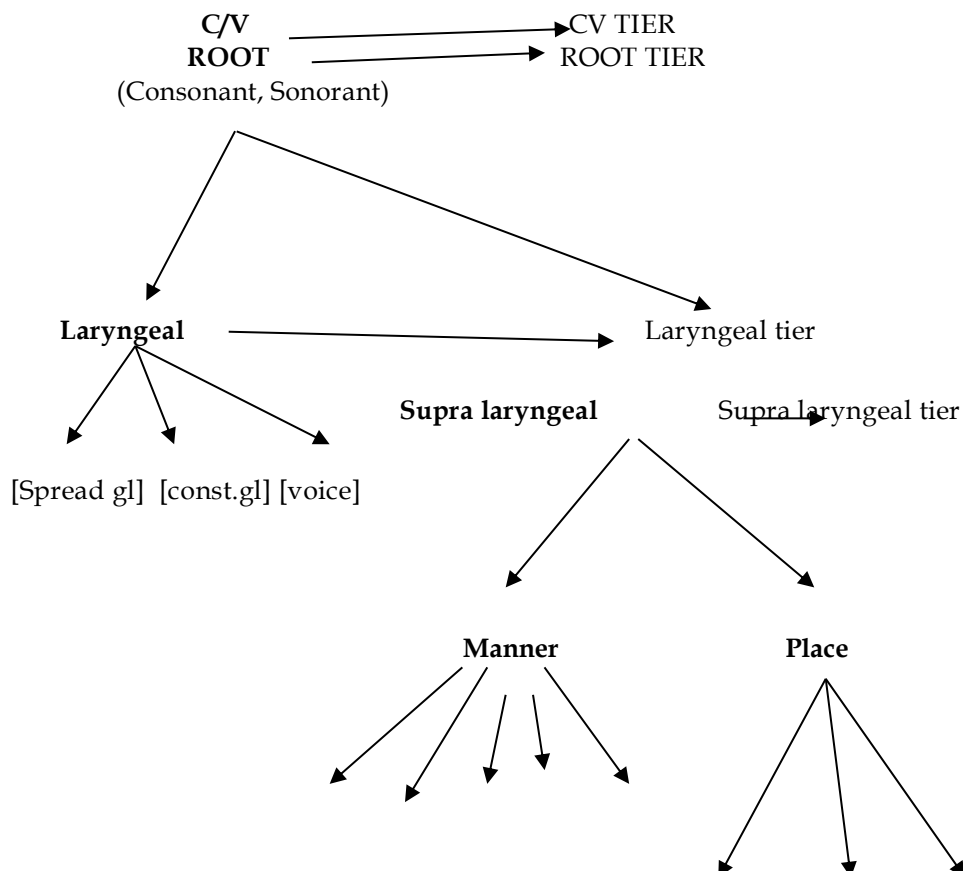 C/V CV TIER
ROOT ROOT TIER
(Consonant, Sonorant)
Laryngeal Laryngeal tier
Supra laryngeal Supra laryngeal tier
[Spread gl] [const.gl] [voice]
Manner Place